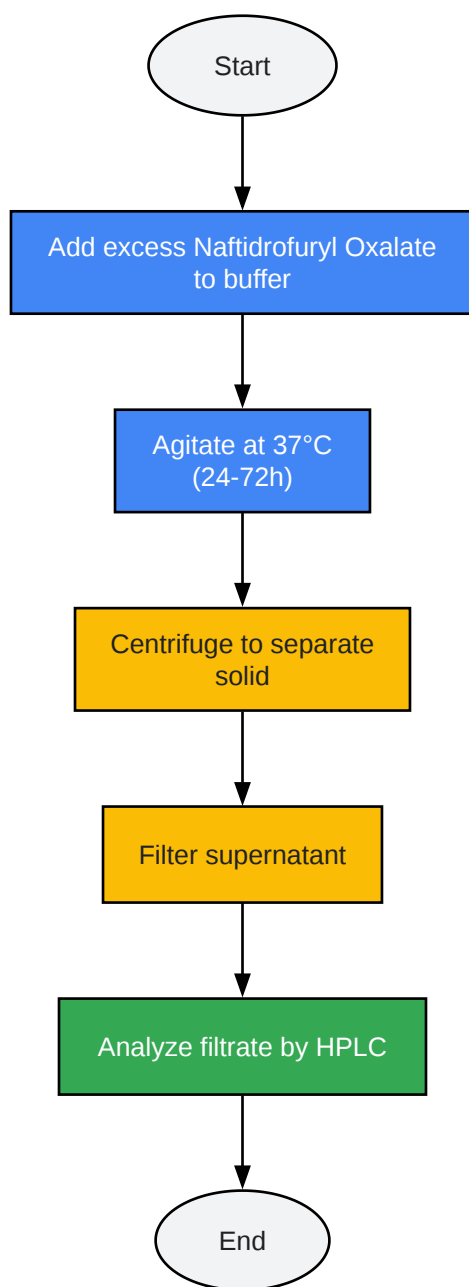 Start
Add excess Naftidrofuryl Oxalate
to buffer
Agitate at 37°C
(24-72h)
Centrifuge to separate
solid
Filter supernatant
Analyze filtrate by HPLC
End